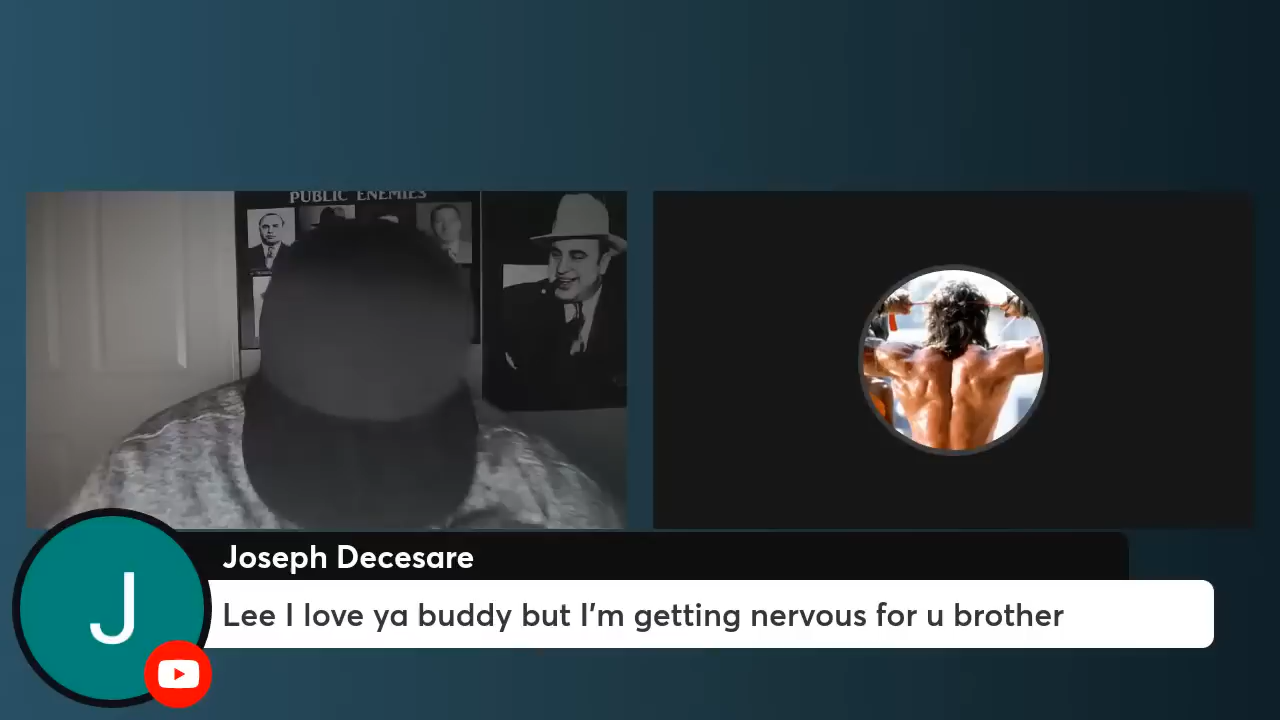 PUBLIC ENEMIES
J
Joseph Decesare
Lee I love ya buddy but I'm getting nervous for u brother